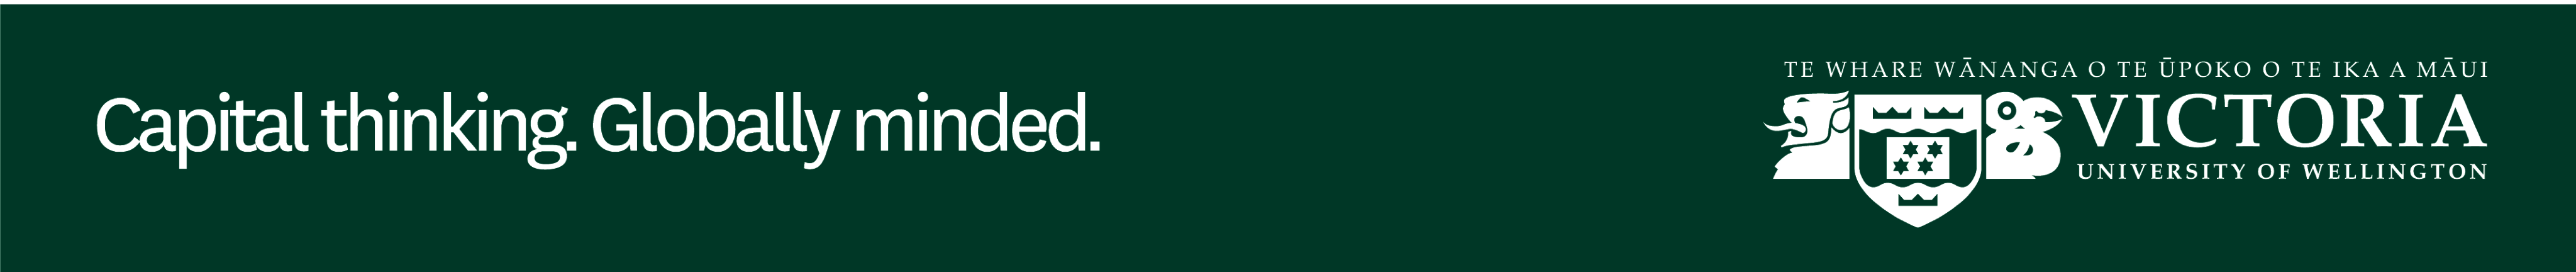 Capital thinking. Globally minded.
TE WHARE WĀNANGA O TE ŪPOKO O TE IKA A MĀUI
VICTORIA
UNIVERSITY OF WELLINGTON